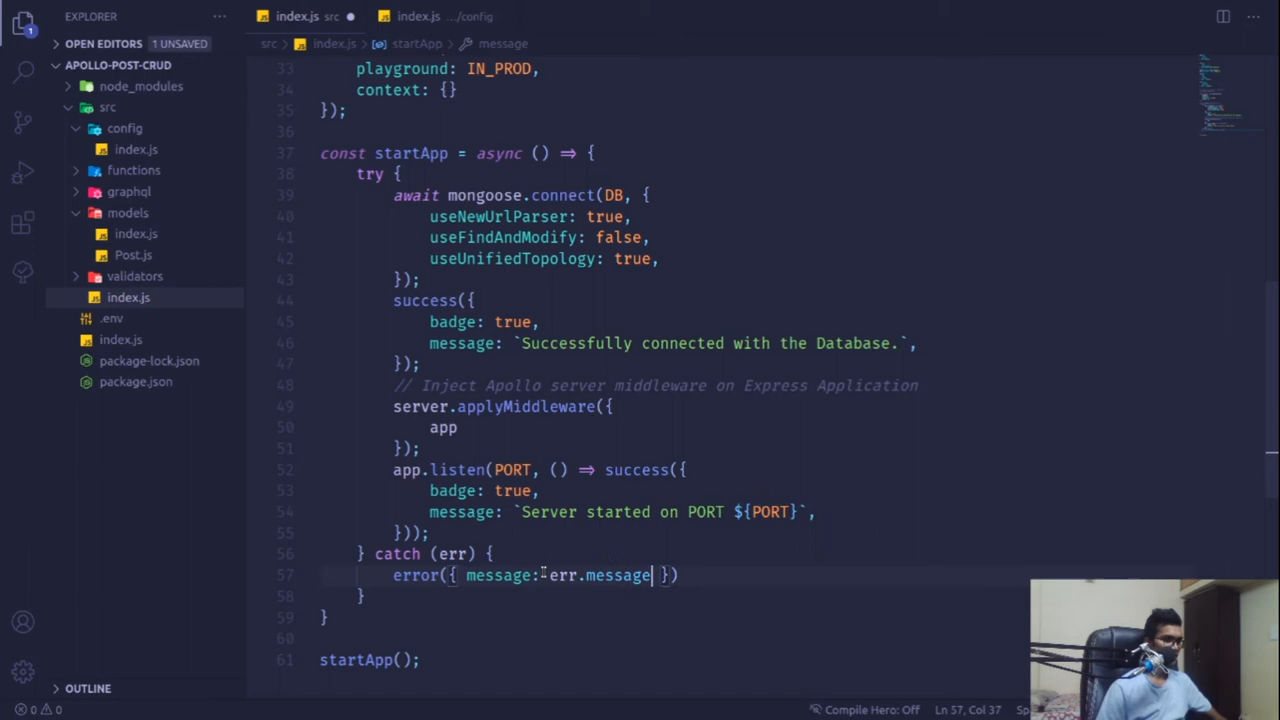 EXPLORER
index.js src
index.js .../config
OPEN EDITORS 1 UNSAVED
src > index.js > startApp > message
APOLLO-POST-CRUD
node_modules
src
config
index.js
functions
graphql
models
index.js
Post.js
validators
index.js
.env
index.js
package-lock.json
package.json
OUTLINE
1
33 playground: IN_PROD,
34 context: {}
35 });
36
37 const startApp = async () => {
38 try {
39 await mongoose.connect(DB, {
40 useNewUrlParser: true,
41 useFindAndModify: false,
42 useUnifiedTopology: true,
43 });
44 success({
45 badge: true,
46 message: `Successfully connected with the Database.`,
47 });
48 // Inject Apollo server middleware on Express Application
49 server.applyMiddleware({
50 app
51 });
52 app.listen(PORT, () => success({
53 badge: true,
54 message: `Server started on PORT ${PORT}`,
55 }));
56 } catch (err) {
57 error({ message: err.message })
58 }
59 }
60
61 startApp();
0 0
Compile Hero: Off Ln 57, Col 37